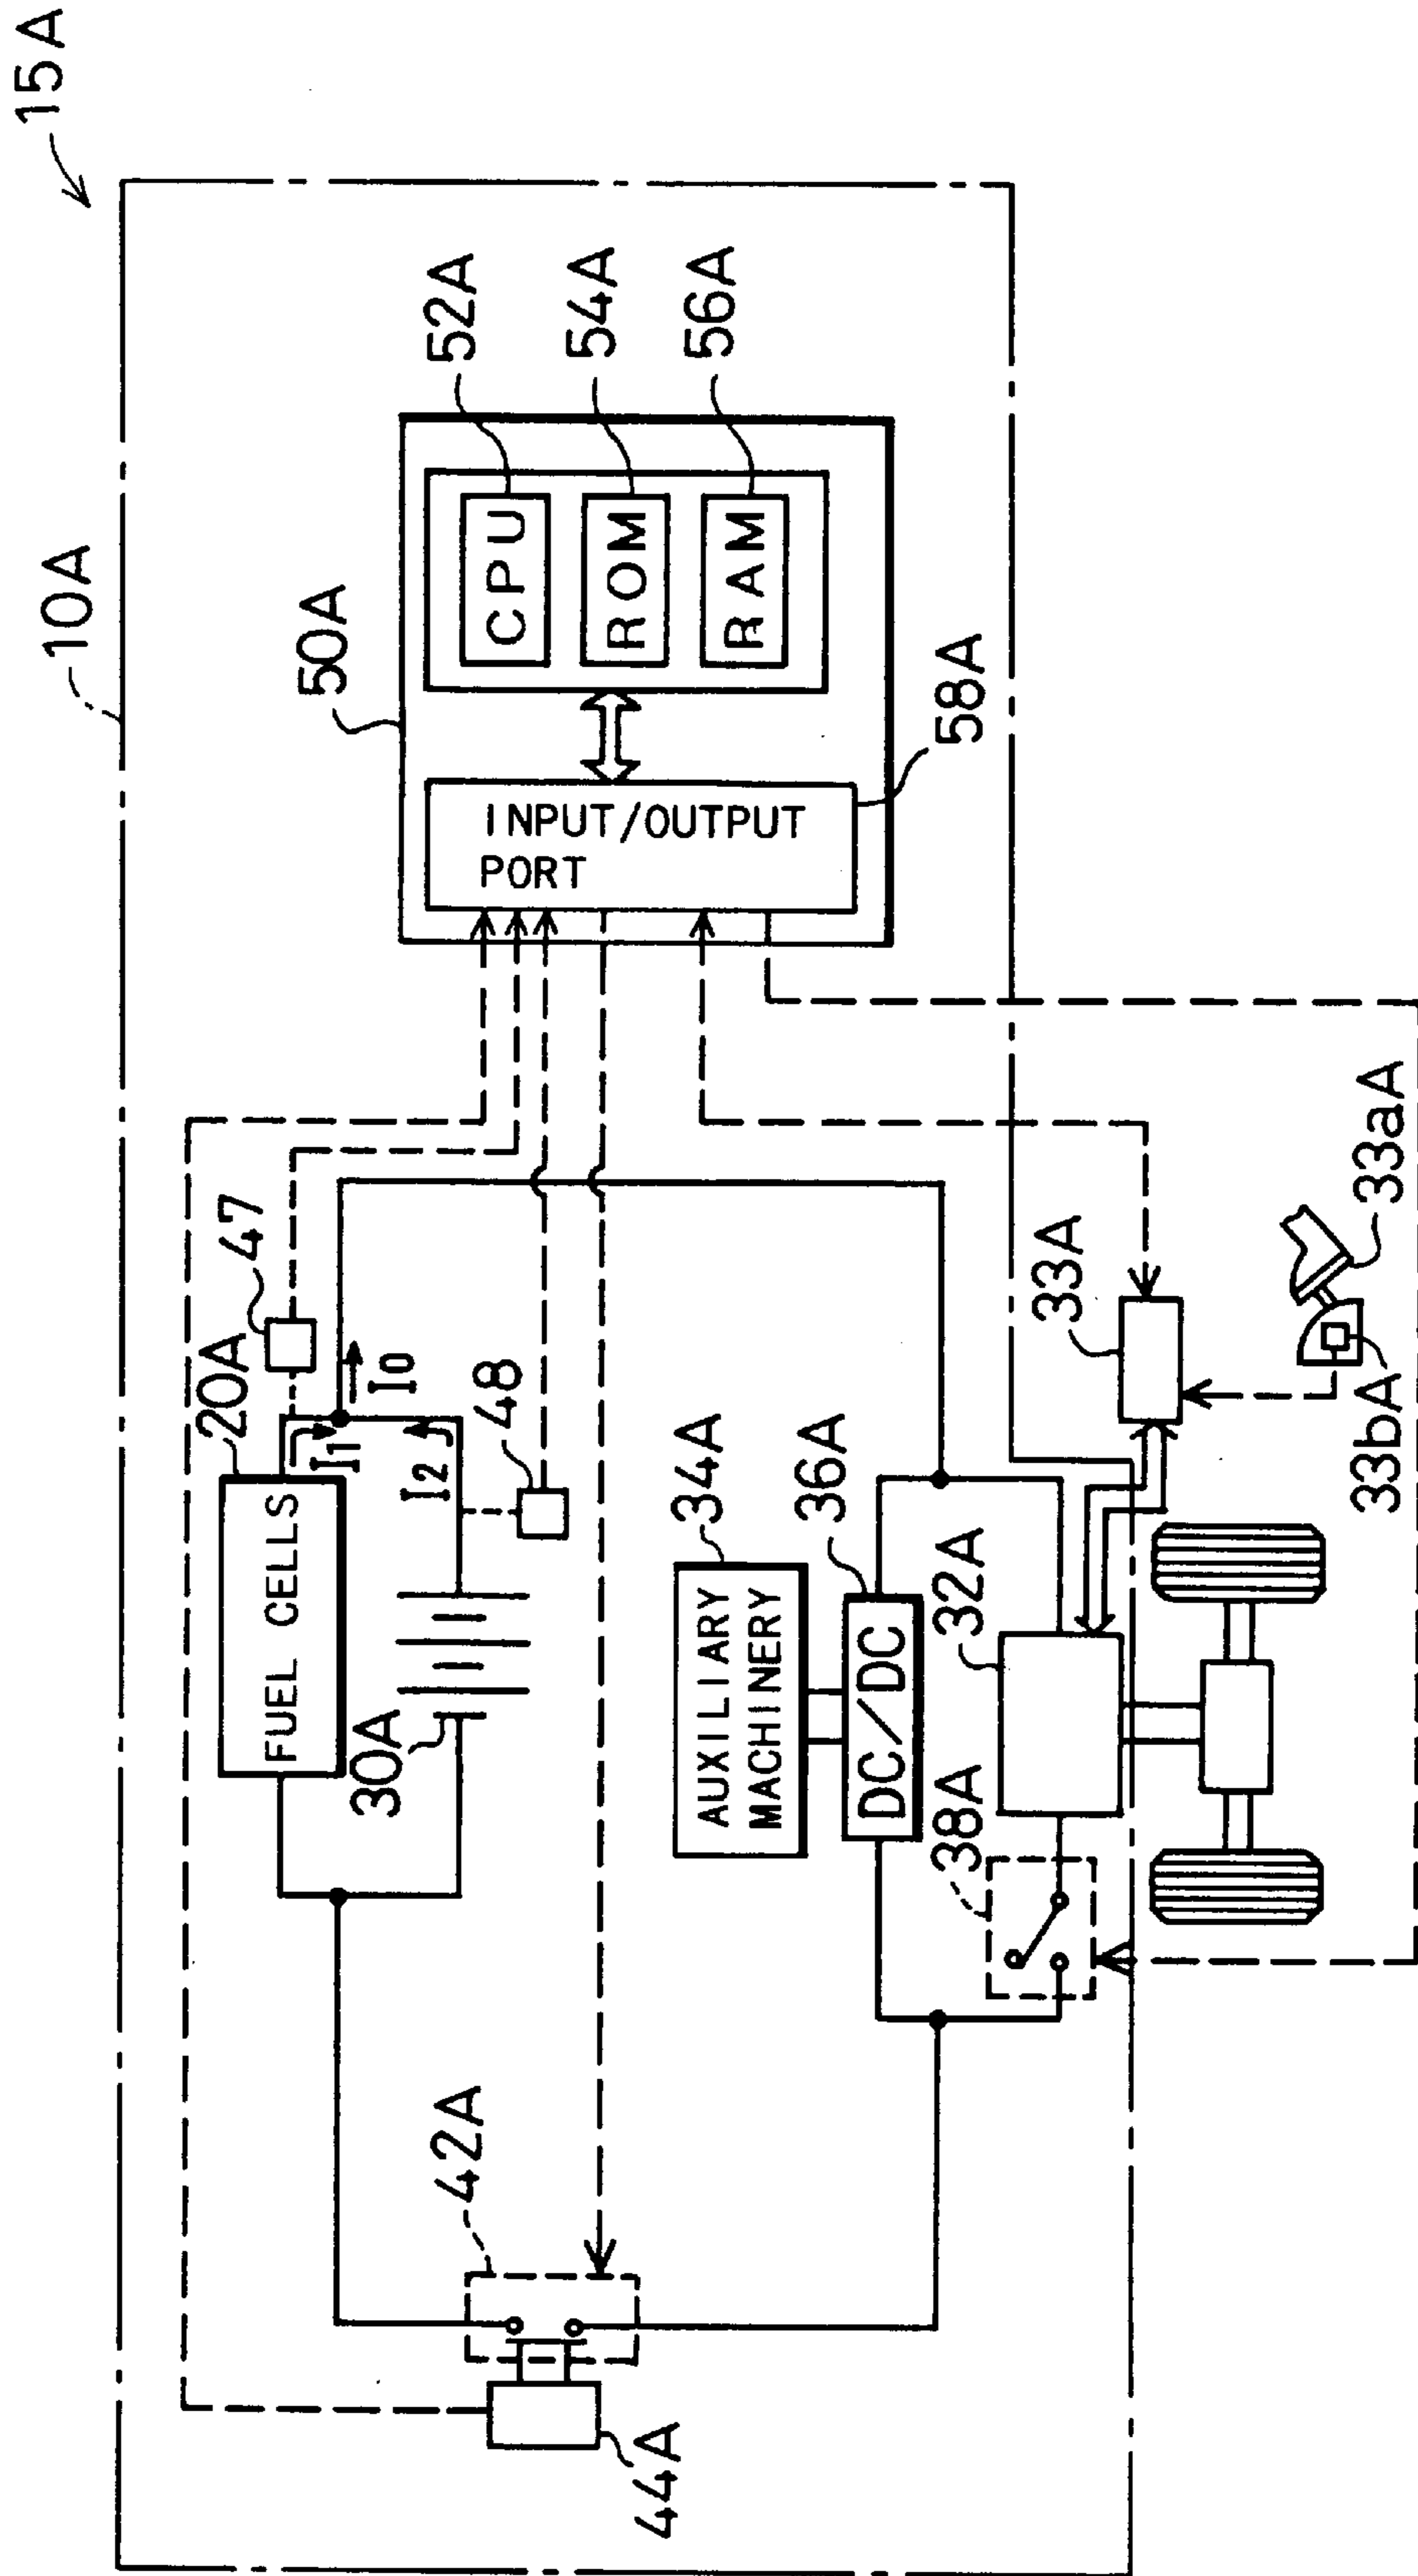 15A
10A
50A
52A
54A
56A
CPU
ROM
RAM
58A
INPUT/OUTPUT
PORT
47
20A
FUEL CELLS
I1
I0
I2
48
30A
34A
AUXILIARY
MACHINERY
36A
DC/DC
32A
38A
33A
33aA
33bA
42A
44A